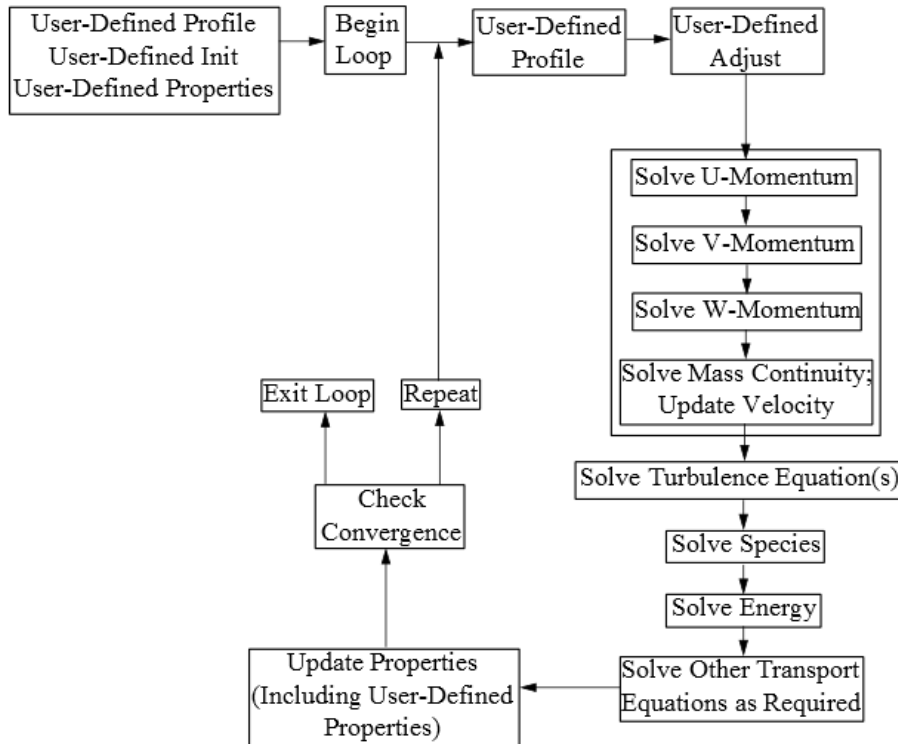 User-Defined Profile
User-Defined Init
User-Defined Properties
Begin
Loop
User-Defined
Profile
User-Defined
Adjust
Solve U-Momentum
Solve V-Momentum
Solve W-Momentum
Solve Mass Continuity;
Update Velocity
Exit Loop
Repeat
Solve Turbulence Equation(s)
Check
Convergence
Solve Species
Solve Energy
Solve Other Transport
Equations as Required
Update Properties
(Including User-Defined
Properties)